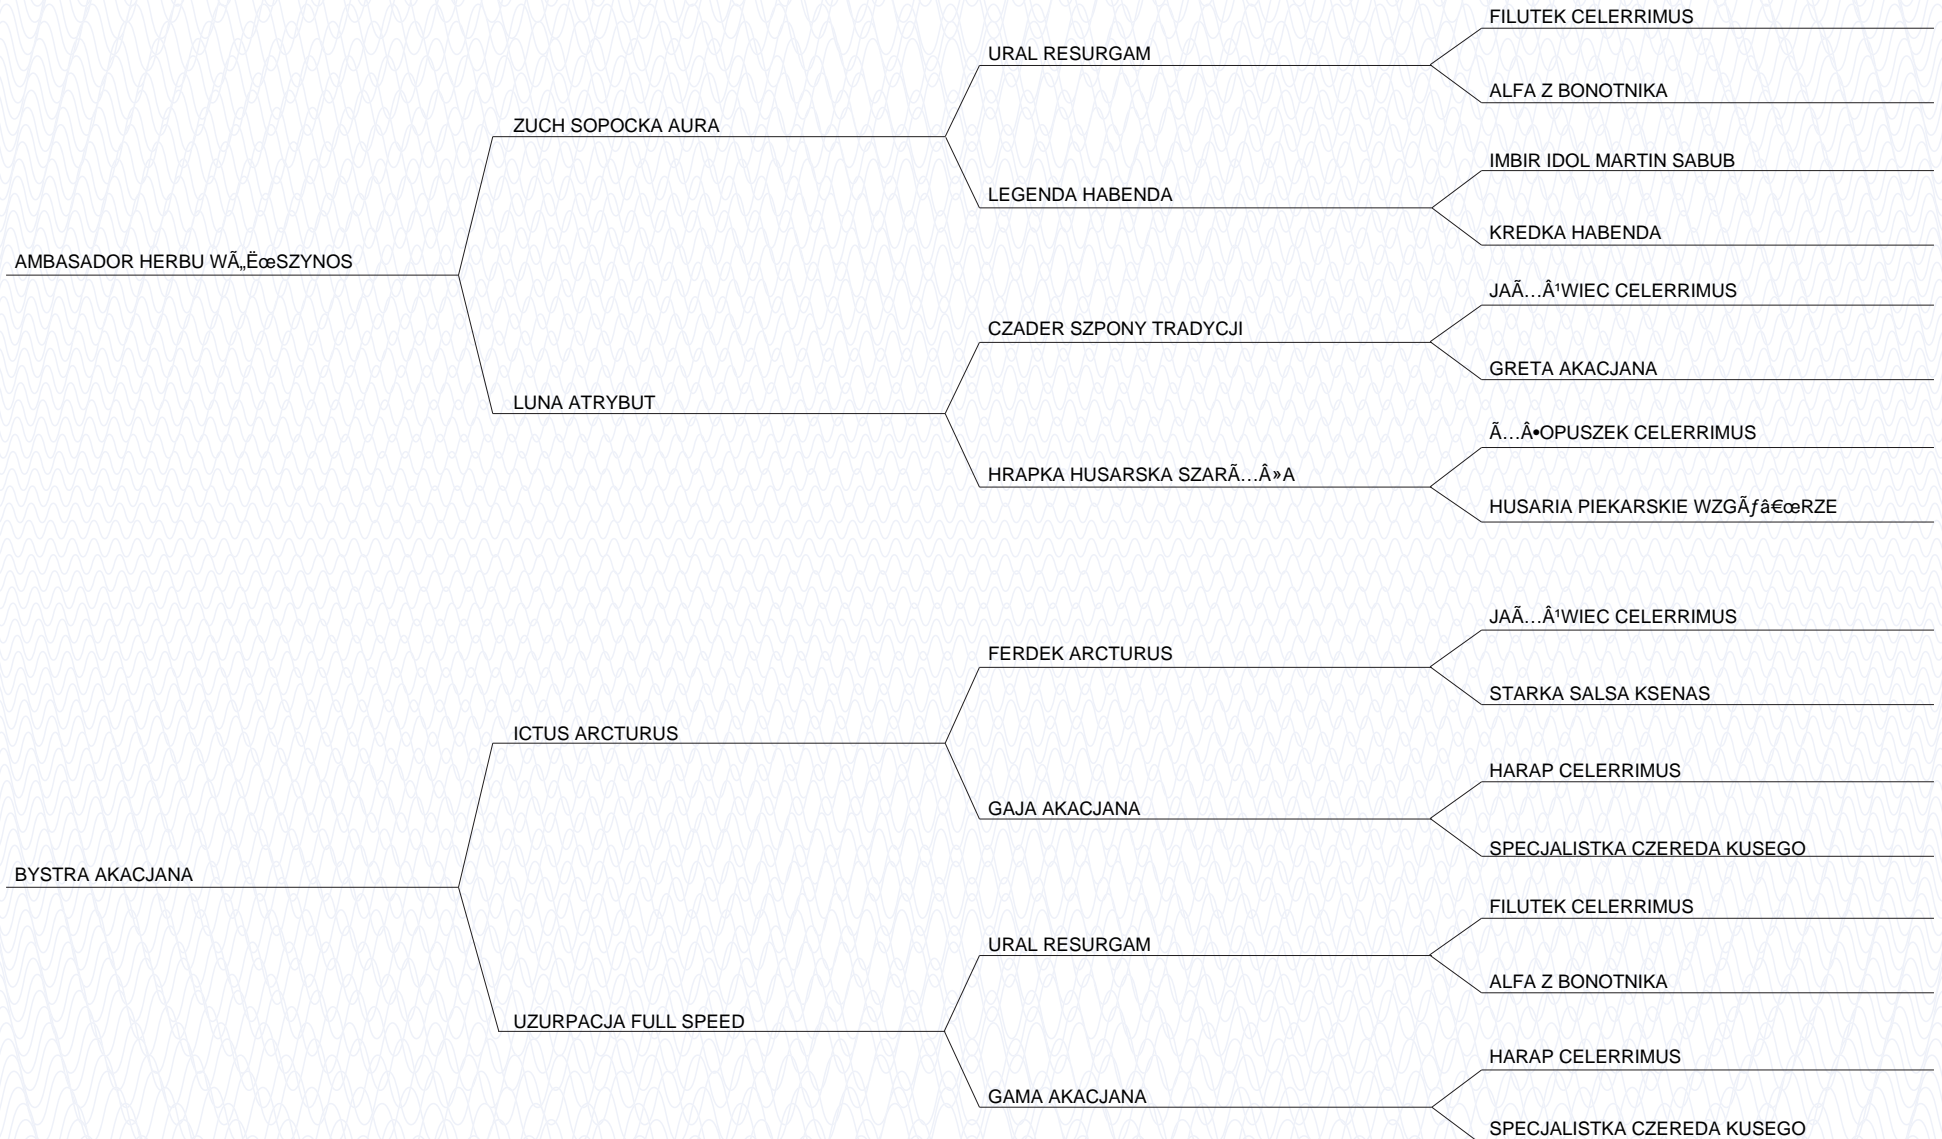 FILUTEK CELERRIMUS
URAL RESURGAM
ALFA Z BONOTNIKA
ZUCH SOPOCKA AURA
IMBIR IDOL MARTIN SABUB
LEGENDA HABENDA
KREDKA HABENDA
AMBASADOR HERBU WÃ„ËœSZYNOS
JAÃ…Â¹WIEC CELERRIMUS
CZADER SZPONY TRADYCJI
GRETA AKACJANA
LUNA ATRYBUT
Ã…Â•OPUSZEK CELERRIMUS
HRAPKA HUSARSKA SZARÃ…Â»A
HUSARIA PIEKARSKIE WZGÃƒâ€œRZE
JAÃ…Â¹WIEC CELERRIMUS
FERDEK ARCTURUS
STARKA SALSA KSENAS
ICTUS ARCTURUS
HARAP CELERRIMUS
GAJA AKACJANA
SPECJALISTKA CZEREDA KUSEGO
BYSTRA AKACJANA
FILUTEK CELERRIMUS
URAL RESURGAM
ALFA Z BONOTNIKA
UZURPACJA FULL SPEED
HARAP CELERRIMUS
GAMA AKACJANA
SPECJALISTKA CZEREDA KUSEGO